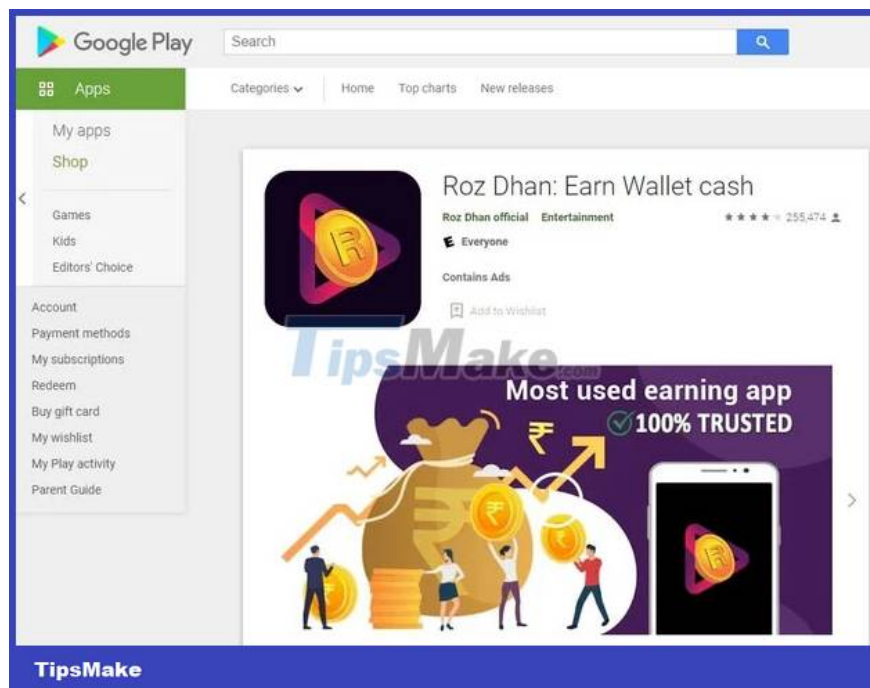 Google Play
Search
Apps
Categories
Home
Top charts
New releases
My apps
Shop
Games
Kids
Editors' Choice
Account
Payment methods
My subscriptions
Redeem
Buy gift card
My wishlist
My Play activity
Parent Guide
Roz Dhan: Earn Wallet cash
Roz Dhan official Entertainment 255,474
E Everyone
Contains Ads
Add to Wishlist
TipsMake.com
Most used earning app
100% TRUSTED
₹
₹
₹
₹
R
R
TipsMake